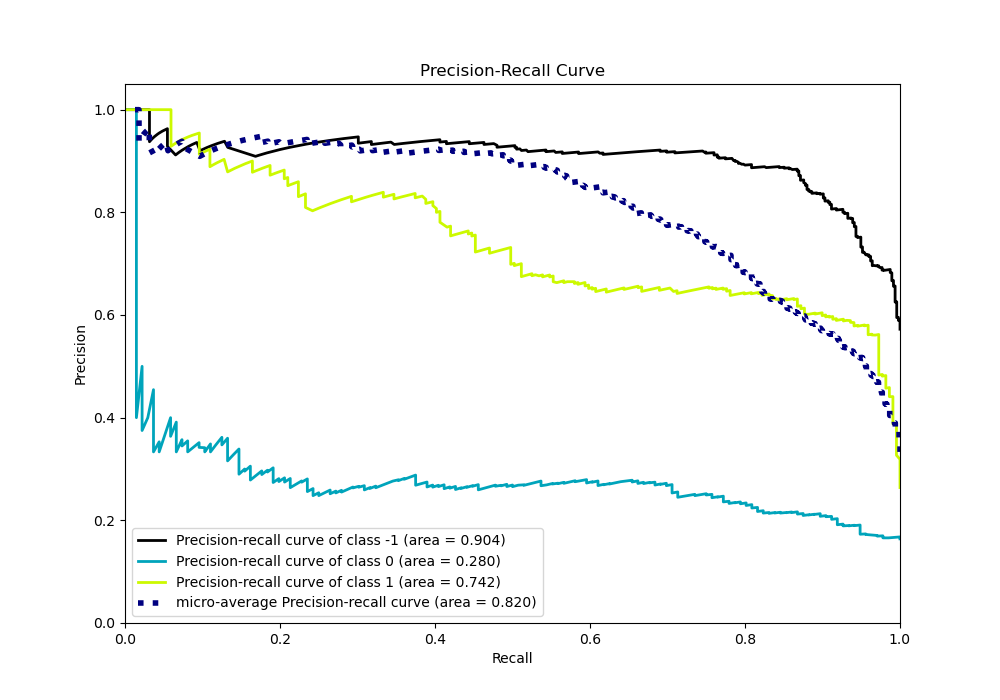 Precision-Recall Curve
1.0
0.8
0.6
0.4
0.2
0.0
Precision
Precision-recall curve of class -1 (area = 0.904)
Precision-recall curve of class 0 (area = 0.280)
Precision-recall curve of class 1 (area = 0.742)
micro-average Precision-recall curve (area = 0.820)
0.0 0.2 0.4 0.6 0.8 1.0
Recall